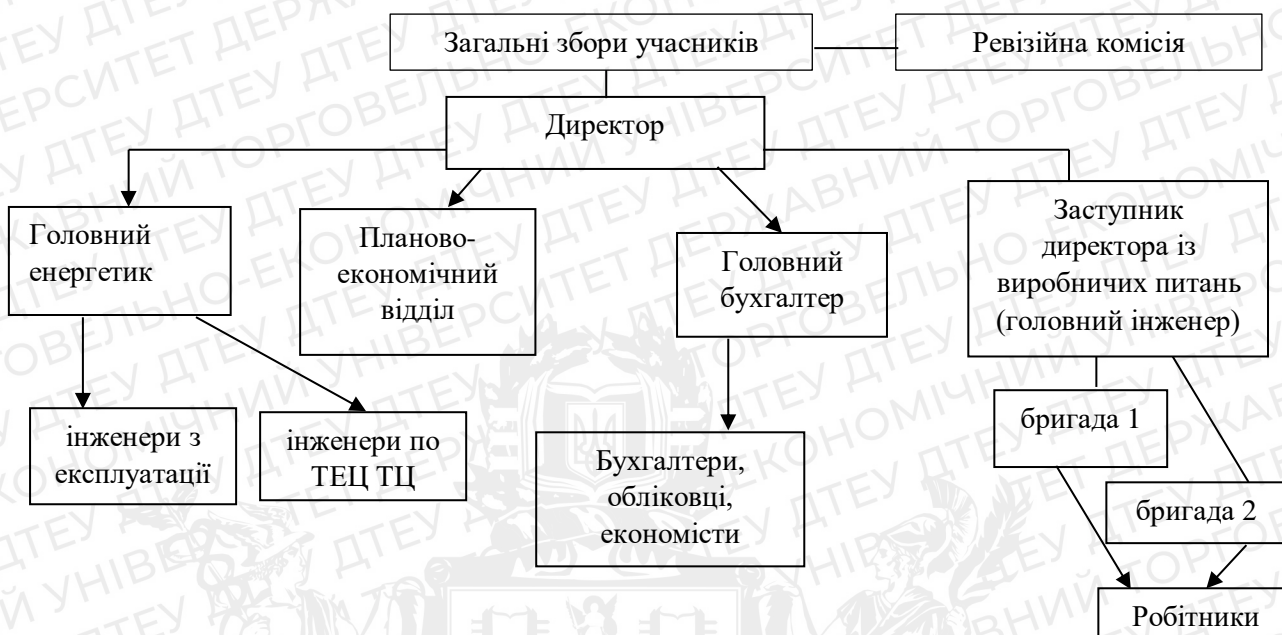 Загальні збори учасників
Ревізійна комісія
Директор
Головний
енергетик
Планово-
економічний
відділ
Головний
бухгалтер
Заступник
директора із
виробничих питань
(головний інженер)
інженери з
експлуатації
інженери по
ТЕЦ ТЦ
Бухгалтери,
обліковці,
економісти
бригада 1
бригада 2
Робітники